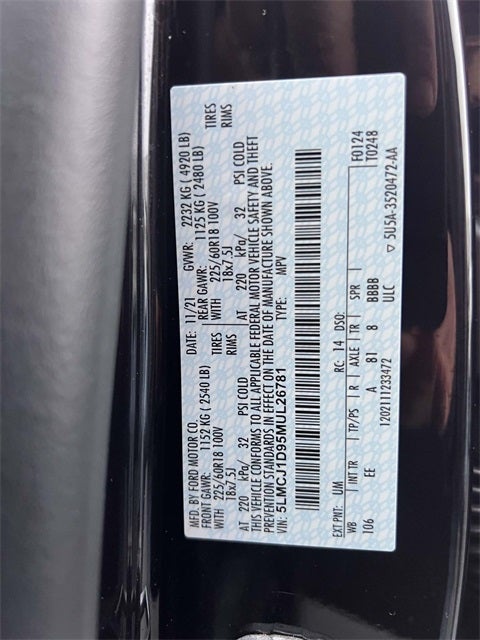 MFD. BY FORD MOTOR CO.
DATE: 11/21 GVWR: 2232 KG ( 4920 LB)
FRONT GAWR: 1152 KG ( 2540 LB) REAR GAWR: 1125 KG ( 2480 LB)
WITH 225/60R18 100V TIRES WITH 225/60R18 100V TIRES
18x7.5J RIMS 18x7.5J RIMS
AT 220 kPa/ 32 PSI COLD AT 220 kPa/ 32 PSI COLD
THIS VEHICLE CONFORMS TO ALL APPLICABLE FEDERAL MOTOR VEHICLE SAFETY AND THEFT
PREVENTION STANDARDS IN EFFECT ON THE DATE OF MANUFACTURE SHOWN ABOVE.
VIN: 5LMCJ1D95MUL26781 TYPE: MPV
F0124
EXT PNT: UM RC: 14 DSO: T0248
WB INT TR TP/PS R AXLE TR SPR
106 EE A 81 8 BBBB
1202111233472 ULC ▽ 5U5A-3520472-AA